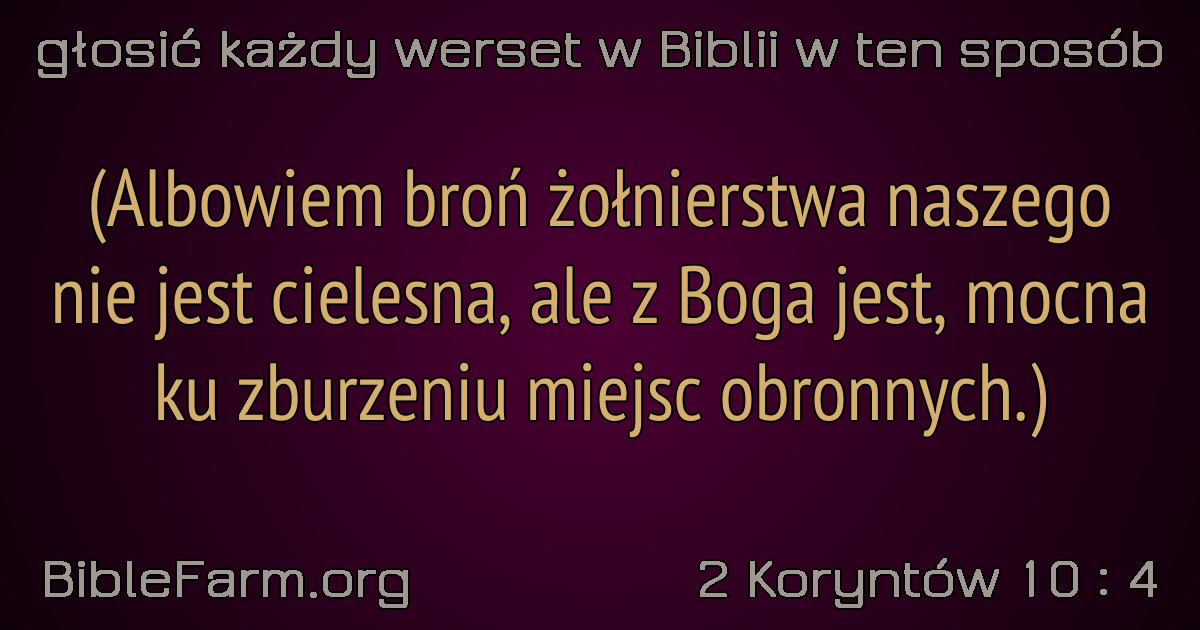 głosić każdy werset w Biblii w ten sposób
(Albowiem broń żołnierstwa naszego
nie jest cielesna, ale z Boga jest, mocna
ku zburzeniu miejsc obronnych.)
BibleFarm.org
2 Koryntów 10 : 4